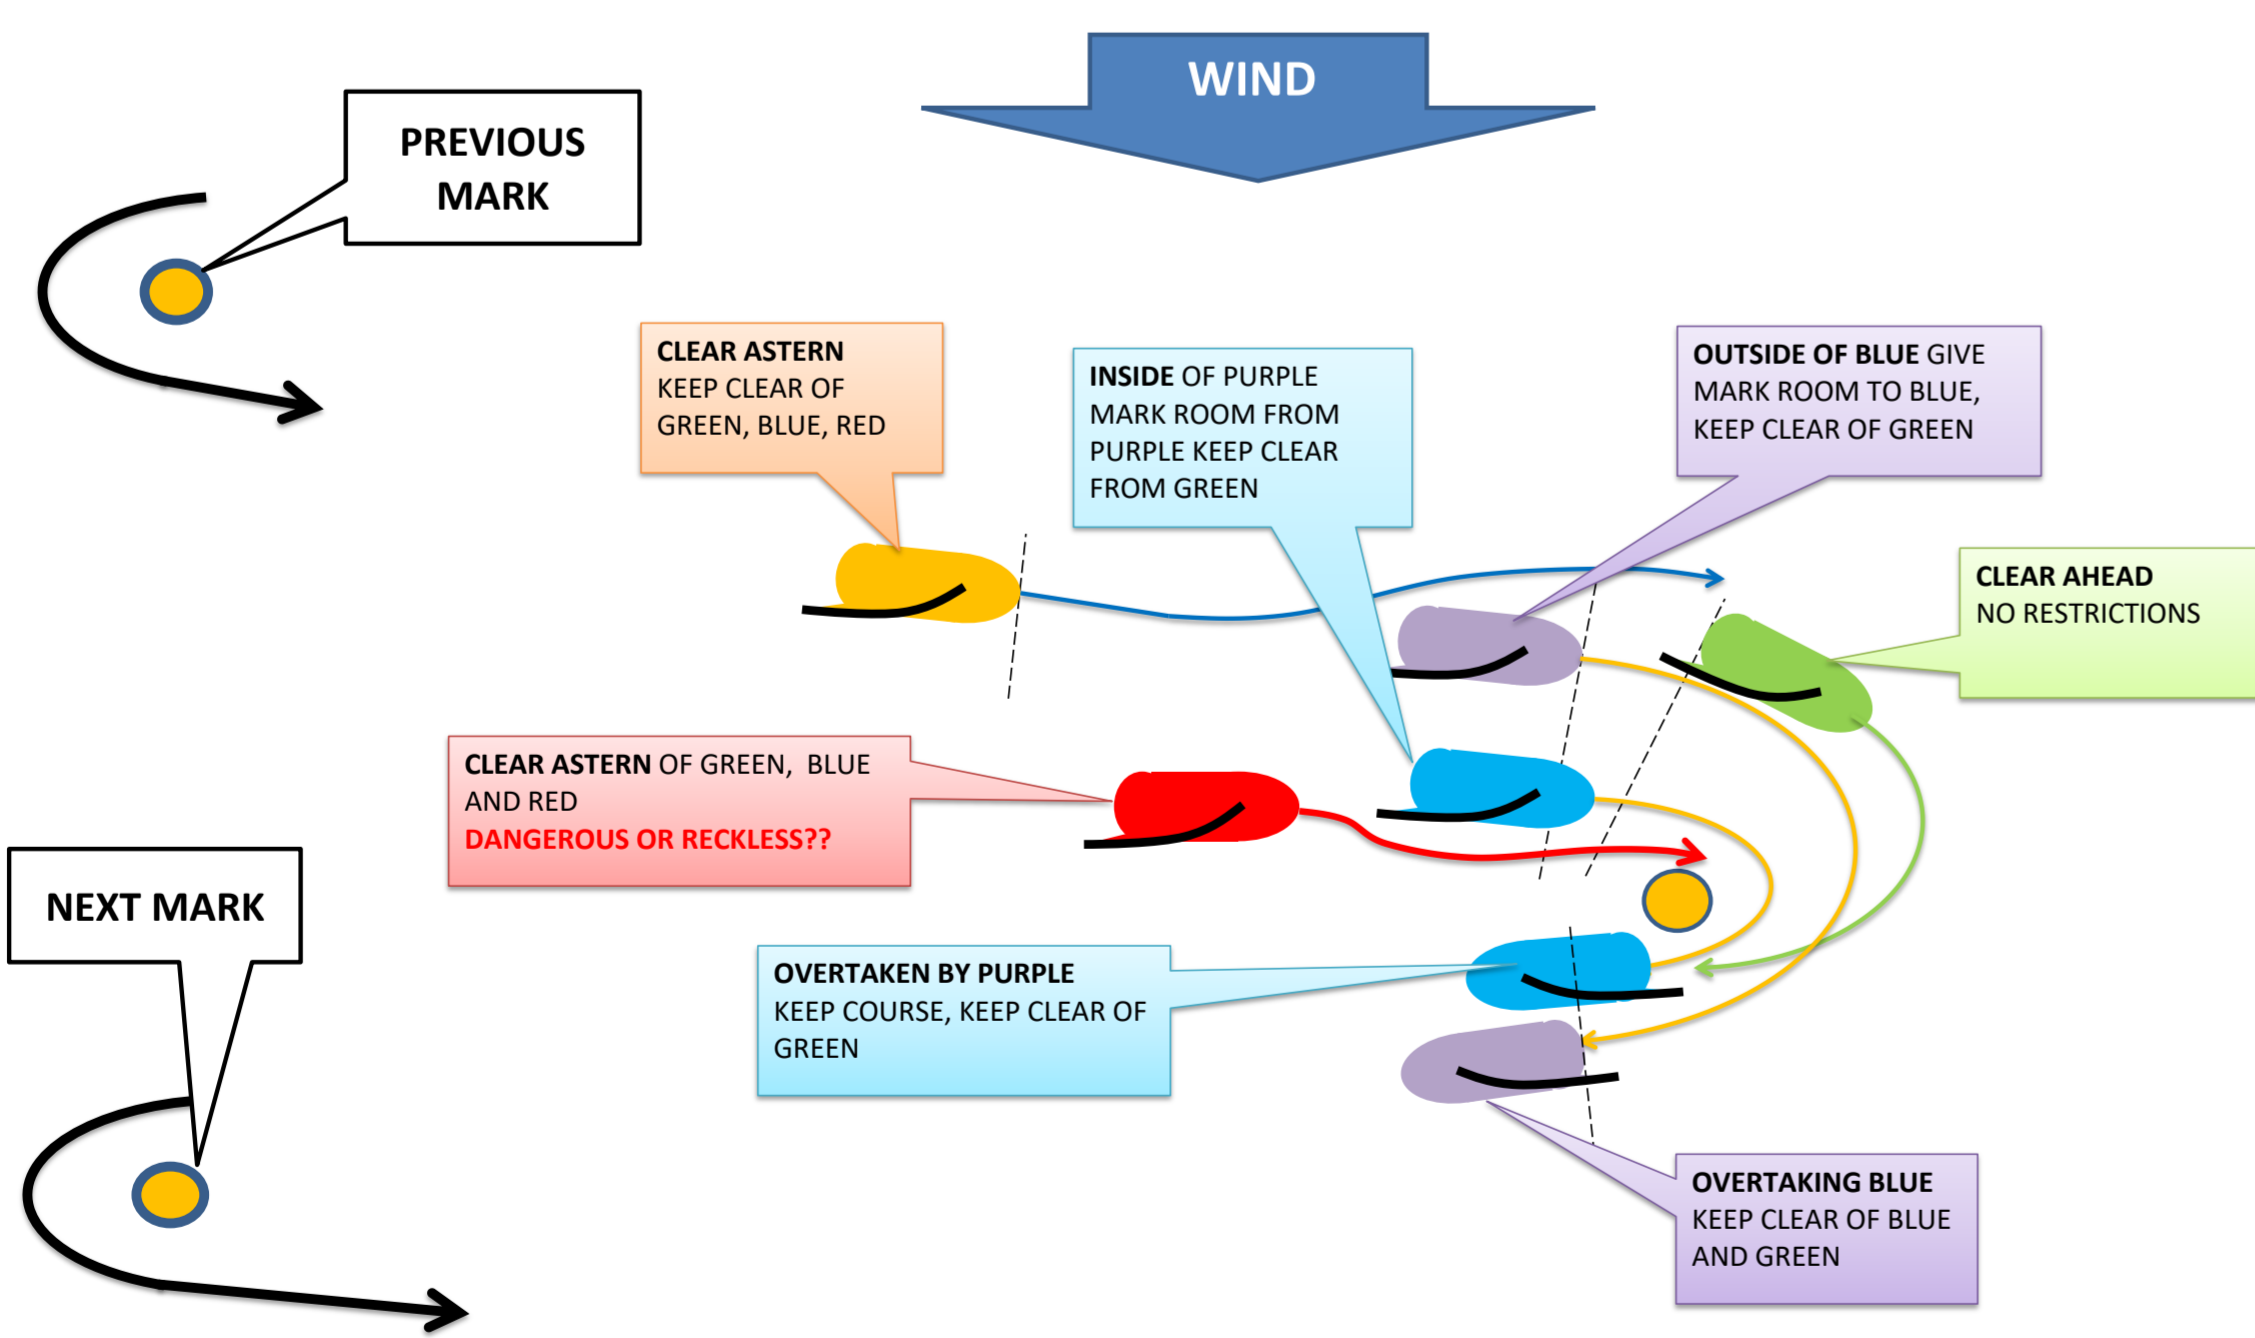 WIND
PREVIOUS
MARK
CLEAR ASTERN
KEEP CLEAR OF
GREEN, BLUE, RED
INSIDE OF PURPLE
MARK ROOM FROM
PURPLE KEEP CLEAR
FROM GREEN
OUTSIDE OF BLUE GIVE
MARK ROOM TO BLUE,
KEEP CLEAR OF GREEN
CLEAR AHEAD
NO RESTRICTIONS
CLEAR ASTERN OF GREEN, BLUE
AND RED
DANGEROUS OR RECKLESS??
NEXT MARK
OVERTAKEN BY PURPLE
KEEP COURSE, KEEP CLEAR OF
GREEN
OVERTAKING BLUE
KEEP CLEAR OF BLUE
AND GREEN